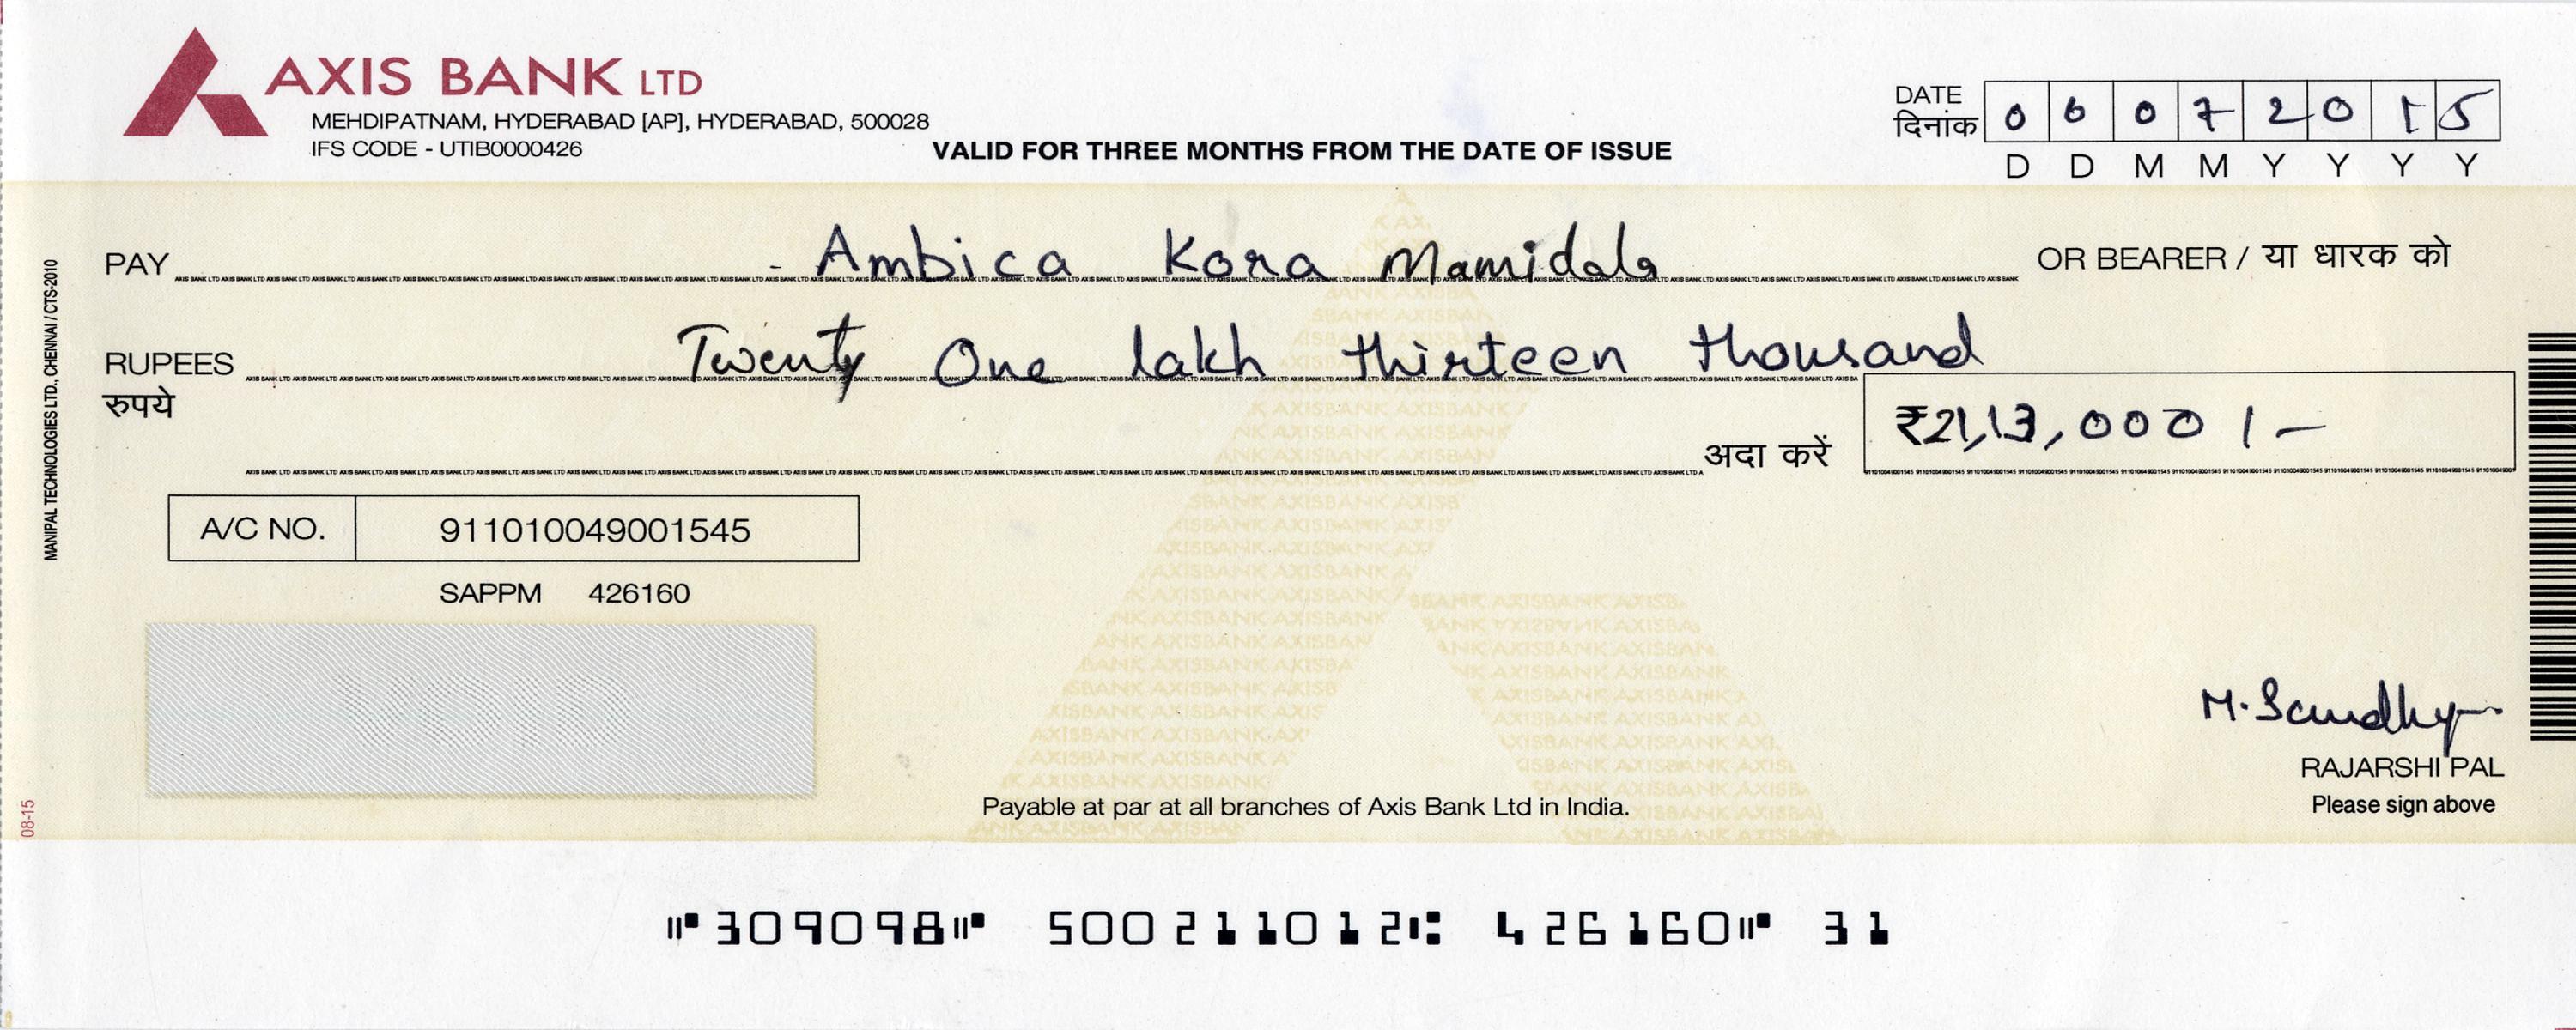 AXIS BANK LTD
MEHDIPATNAM, HYDERABAD [AP], HYDERABAD, 500028
IFS CODE - UTIB0000426
VALID FOR THREE MONTHS FROM THE DATE OF ISSUE
DATE
दिनांक
0 6 0 7 2 0 1 5
D D M M Y Y Y Y
PAY Ambica Kora Mamidala OR BEARER / या धारक को
RUPEES Twenty One lakh thirteen thousand
रुपये
अदा करें ₹21,13,000/-
A/C NO. 911010049001545
SAPPM 426160
M. Sandhy
RAJARSHI PAL
Please sign above
Payable at par at all branches of Axis Bank Ltd in India.
MANIPAL TECHNOLOGIES LTD., CHENNAI / CTS-2010
08-15
⑈309098⑈ 500211012⑆ 426160⑈ 31